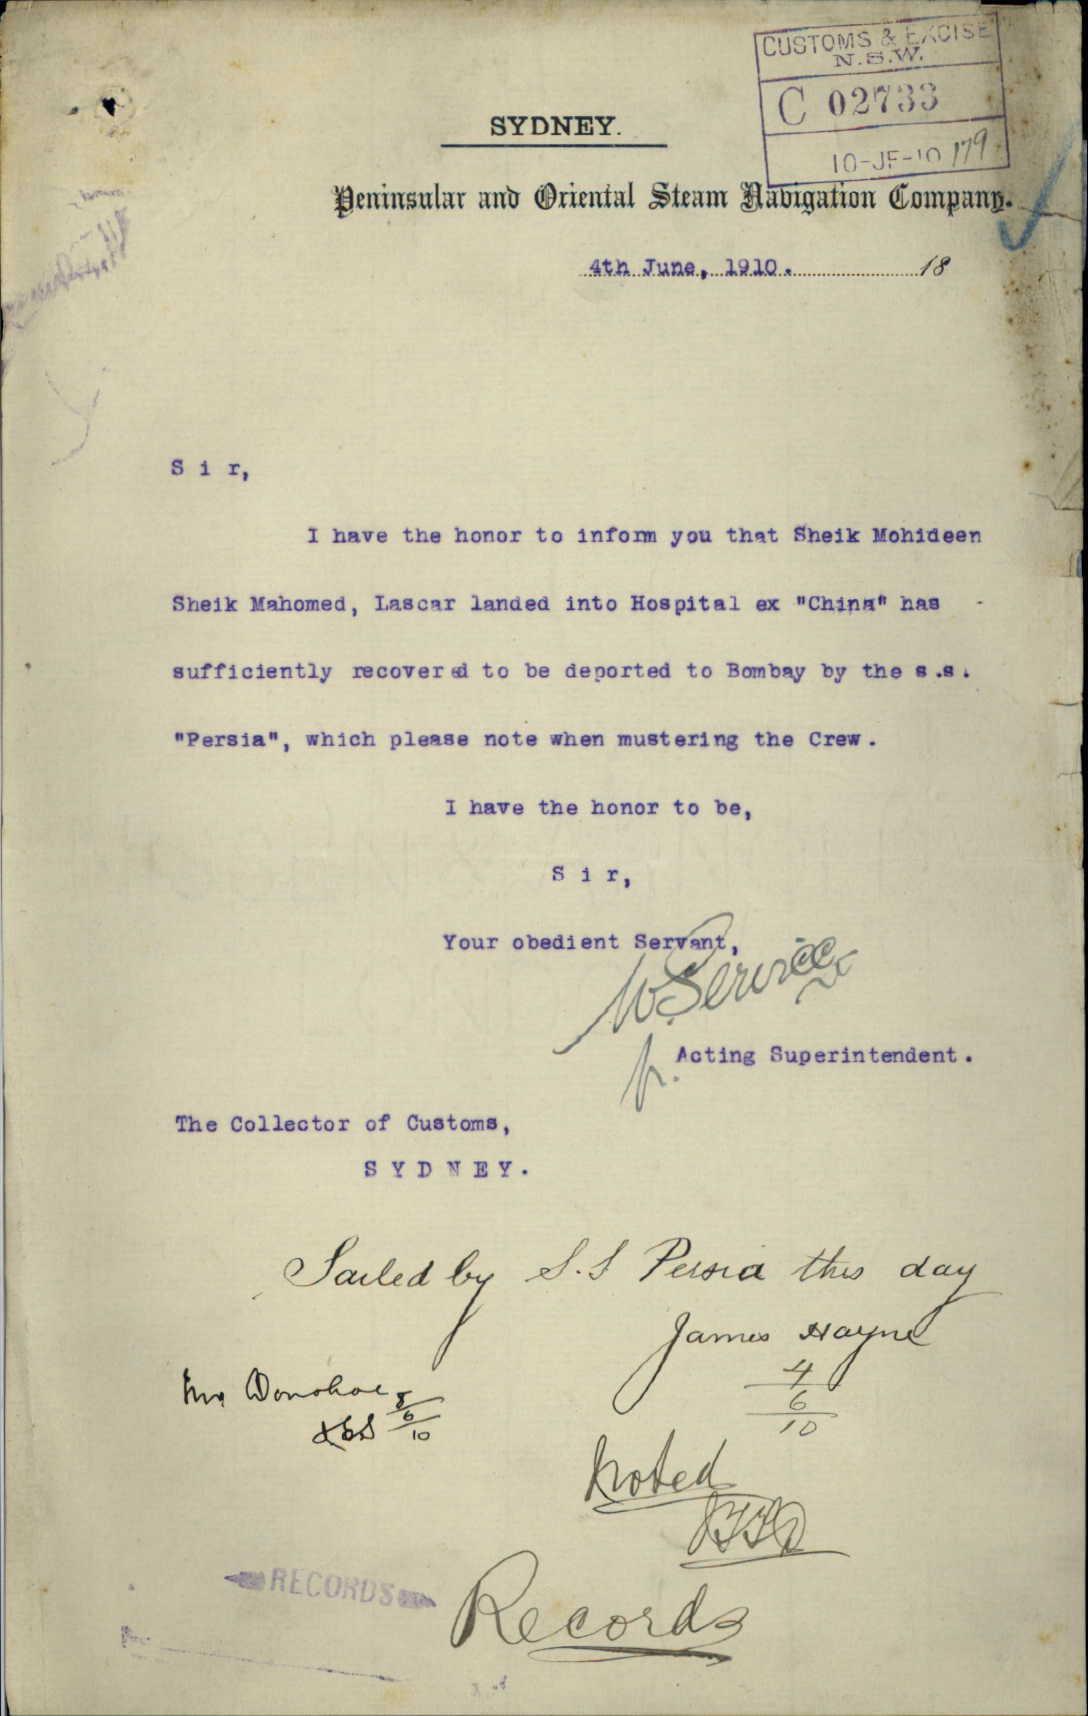 CUSTOMS & EXCISE
N.S.W.
C 02733
10-JE-10 179
SYDNEY.
Peninsular and Oriental Steam Navigation Company.
4th June, 1910. 18
S i r,
I have the honor to inform you that Sheik Mohideen
Sheik Mahomed, Lascar landed into Hospital ex "China" has
sufficiently recovered to be deported to Bombay by the s.s.
"Persia", which please note when mustering the Crew.
I have the honor to be,
S i r,
Your obedient Servant,
W. Service
p. Acting Superintendent.
The Collector of Customs,
S Y D N E Y.
Sailed by S.S Persia this day
James Hayne
4
6
10
Mr Donohoe 8
6
10
Noted
Records
RECORDS